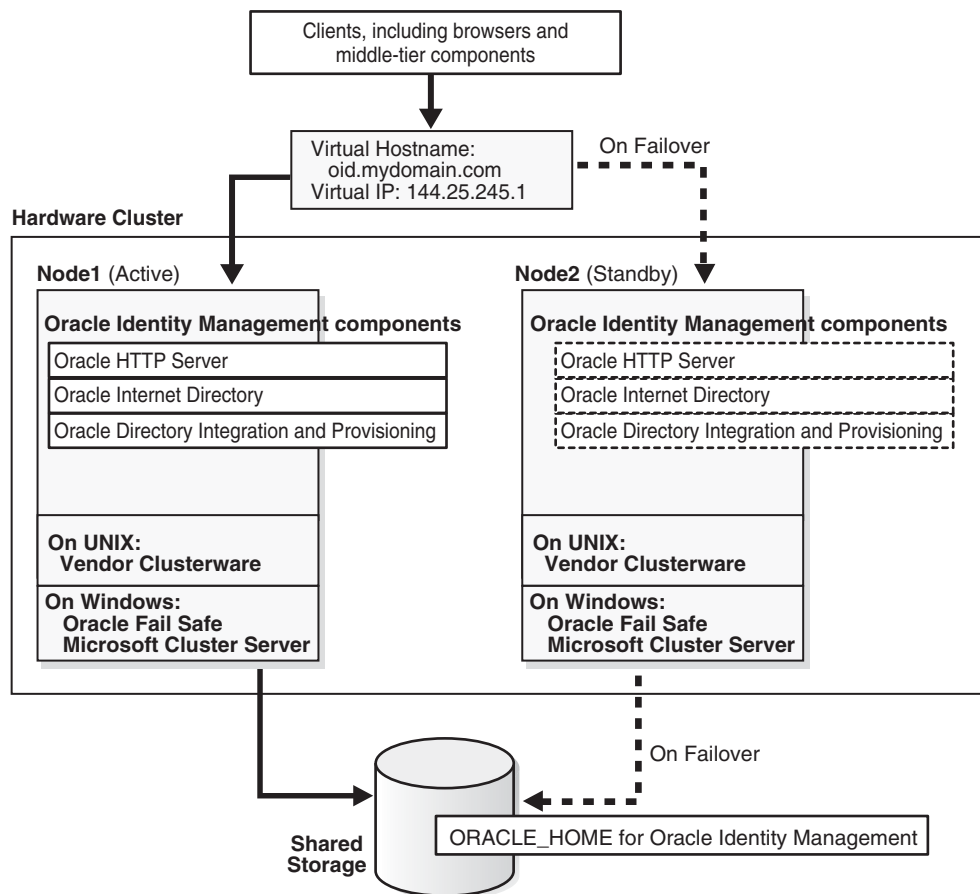 Clients, including browsers and
middle-tier components
Virtual Hostname:
oid.mydomain.com
Virtual IP: 144.25.245.1
On Failover
Hardware Cluster
Node1 (Active)
Oracle Identity Management components
Oracle HTTP Server
Oracle Internet Directory
Oracle Directory Integration and Provisioning
On UNIX:
Vendor Clusterware
On Windows:
Oracle Fail Safe
Microsoft Cluster Server
Node2 (Standby)
Oracle Identity Management components
Oracle HTTP Server
Oracle Internet Directory
Oracle Directory Integration and Provisioning
On UNIX:
Vendor Clusterware
On Windows:
Oracle Fail Safe
Microsoft Cluster Server
On Failover
Shared
Storage
ORACLE_HOME for Oracle Identity Management